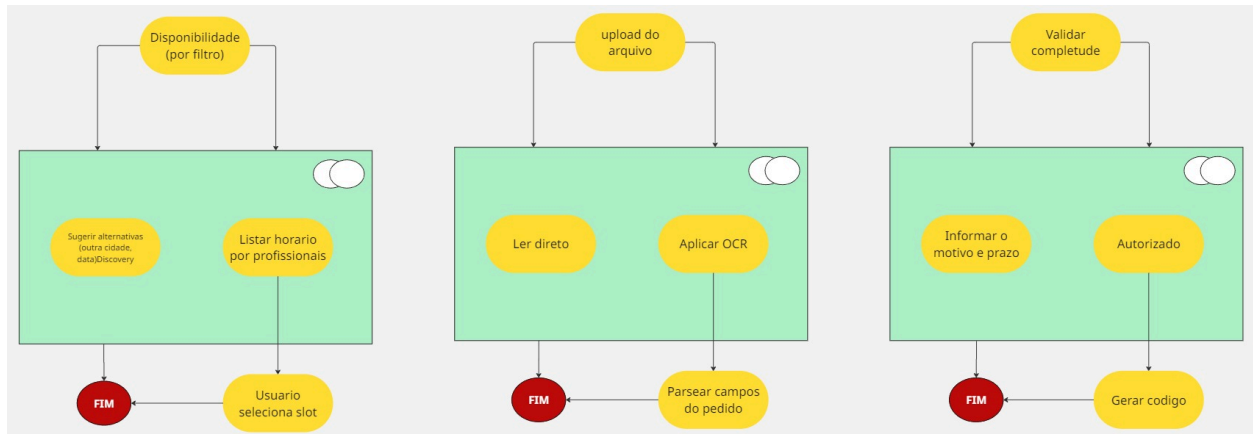 Disponibilidade
(por filtro)
Sugerir alternativas
(outra cidade,
data)Discovery
Listar horario
por profissionais
FIM
Usuario
seleciona slot
upload do
arquivo
Ler direto
Aplicar OCR
FIM
Parsear campos
do pedido
Validar
completude
Informar o
motivo e prazo
Autorizado
FIM
Gerar codigo